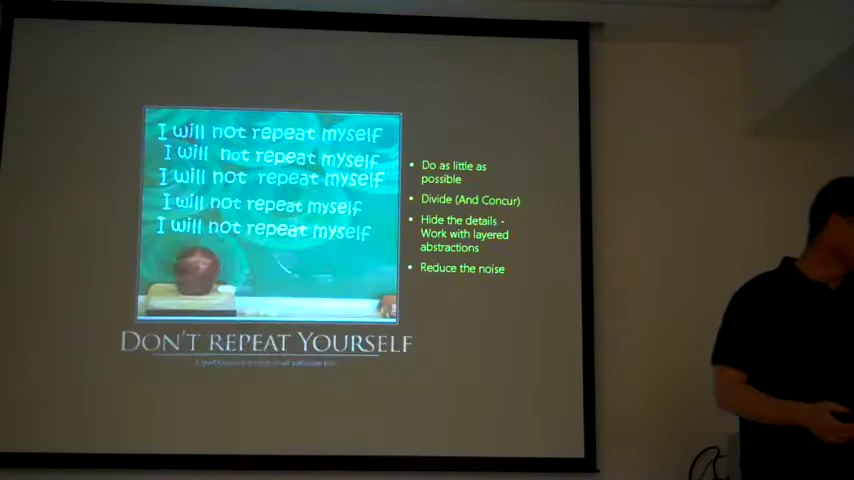 I will not repeat myself
I will not repeat myself
I will not repeat myself
I will not repeat myself
I will not repeat myself
DON'T REPEAT YOURSELF
• Do as little as
possible
• Divide (And Concur)
• Hide the details -
Work with layered
abstractions
• Reduce the noise